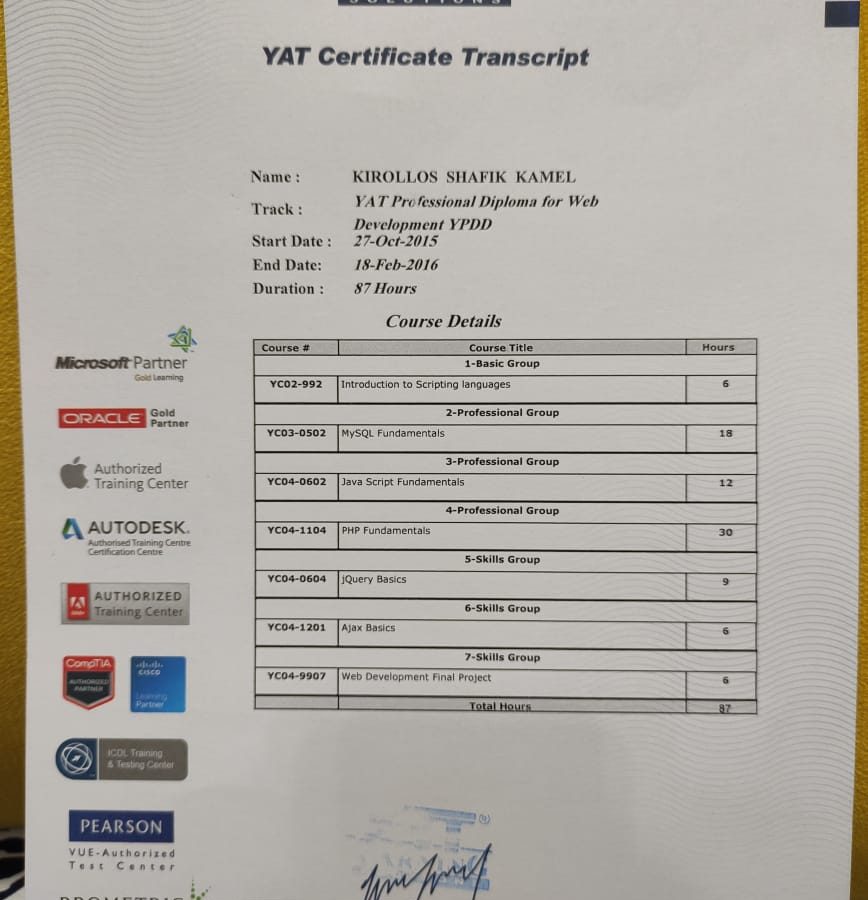 SOLUTIONS
YAT Certificate Transcript
Name : KIROLLOS SHAFIK KAMEL
Track : YAT Professional Diploma for Web
Development YPDD
Start Date : 27-Oct-2015
End Date: 18-Feb-2016
Duration : 87 Hours
Course Details
Course # Course Title Hours
1-Basic Group
YC02-992 Introduction to Scripting languages 6
2-Professional Group
YC03-0502 MySQL Fundamentals 18
3-Professional Group
YC04-0602 Java Script Fundamentals 12
4-Professional Group
YC04-1104 PHP Fundamentals 30
5-Skills Group
YC04-0604 jQuery Basics 9
6-Skills Group
YC04-1201 Ajax Basics 6
7-Skills Group
YC04-9907 Web Development Final Project 6
Total Hours 87
Microsoft Partner
Gold Learning
ORACLE Gold
Partner
Authorized
Training Center
AUTODESK.
Authorised Training Centre
Certification Centre
AUTHORIZED
Training Center
CompTIA
AUTHORIZED
PARTNER
CISCO
Learning
Partner
ICDL Training
& Testing Center
PEARSON
VUE-Authorized
Test Center
PROMETRIC